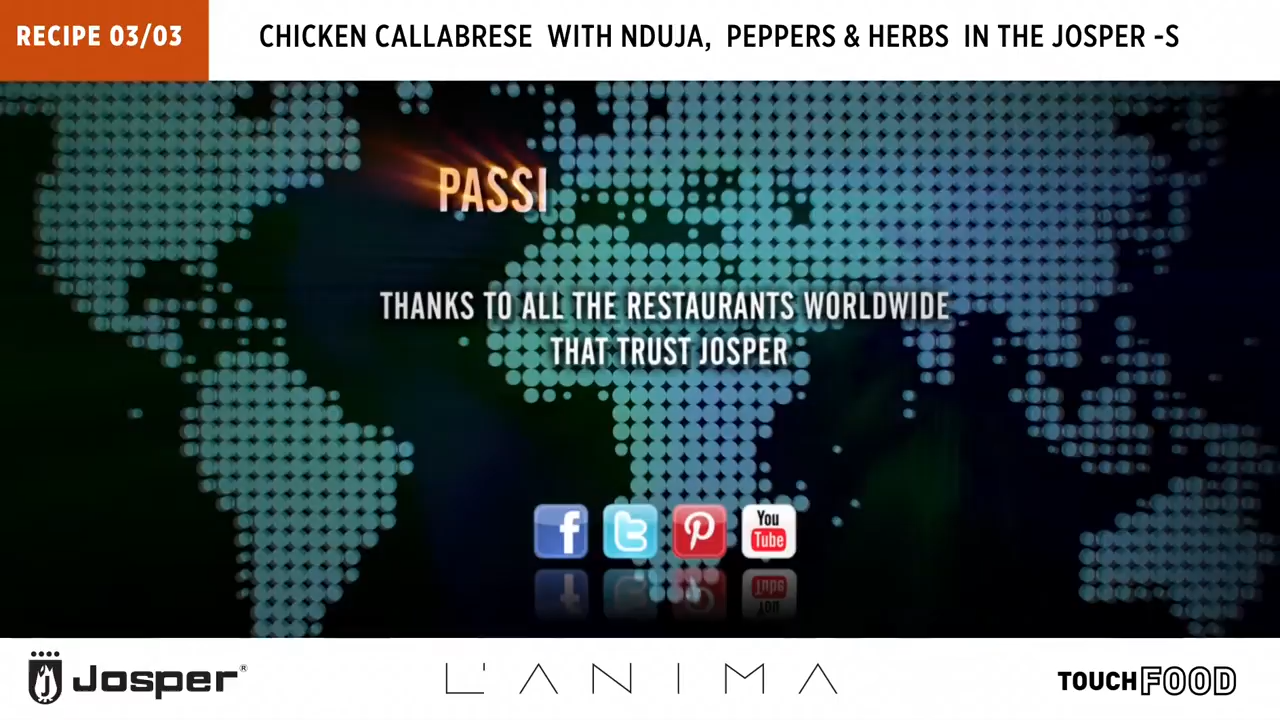 RECIPE 03/03
CHICKEN CALLABRESE WITH NDUJA, PEPPERS & HERBS IN THE JOSPER -S
PASSI
THANKS TO ALL THE RESTAURANTS WORLDWIDE
THAT TRUST JOSPER
f t P You Tube
Josper®
L'ANIMA
TOUCHFOOD